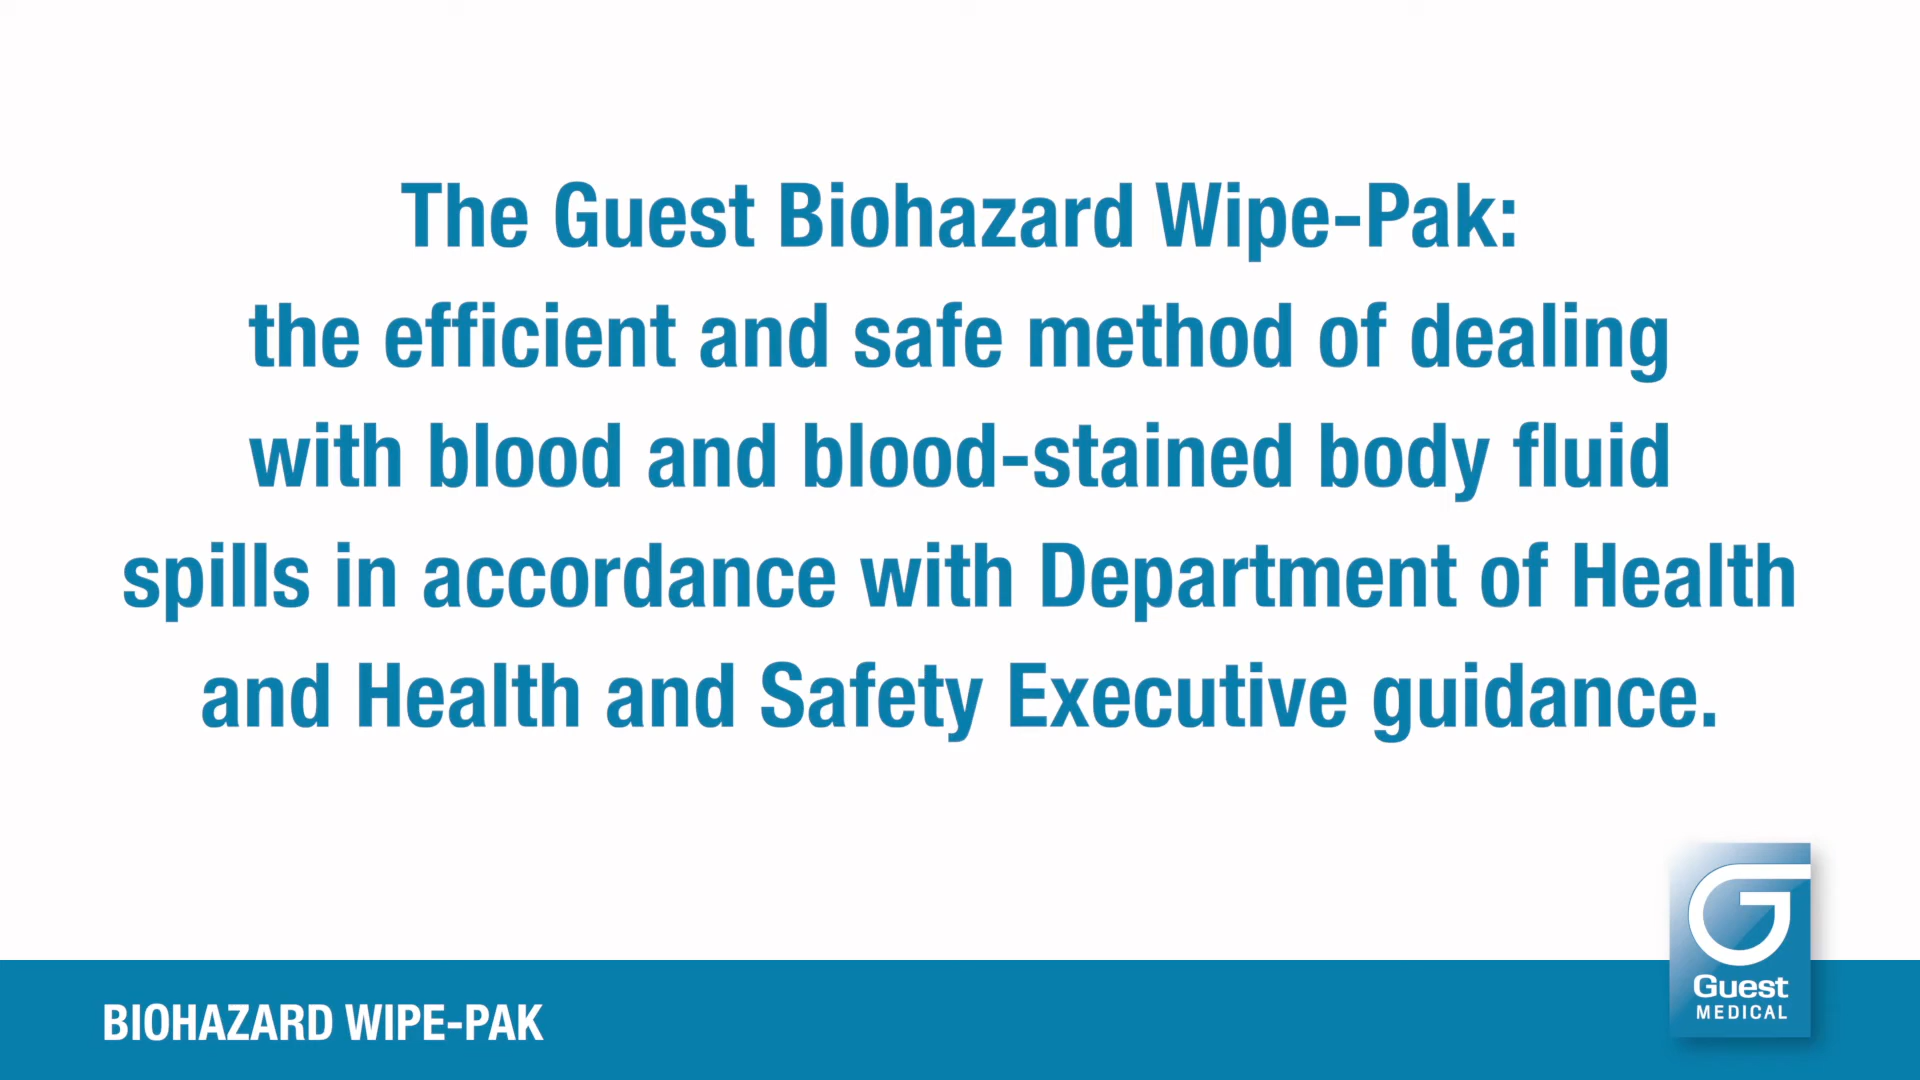 The Guest Biohazard Wipe-Pak:
the efficient and safe method of dealing
with blood and blood-stained body fluid
spills in accordance with Department of Health
and Health and Safety Executive guidance.
BIOHAZARD WIPE-PAK
Guest
MEDICAL